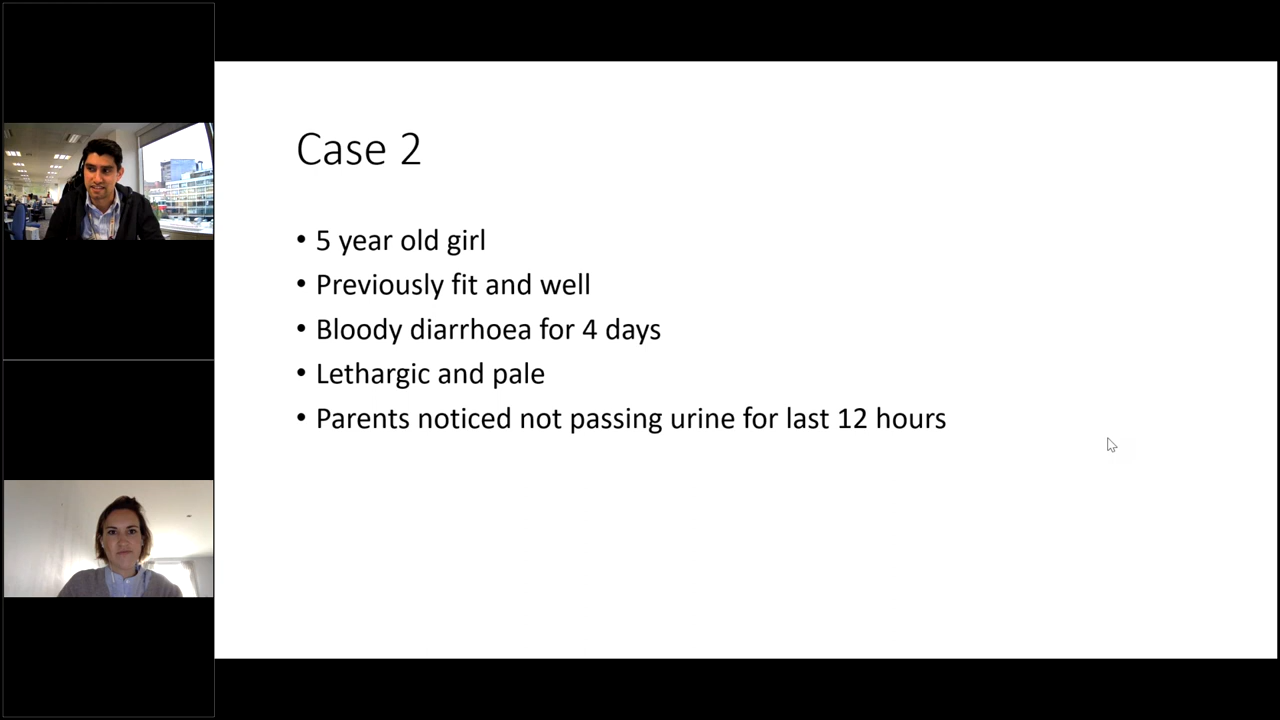 Case 2
• 5 year old girl
• Previously fit and well
• Bloody diarrhoea for 4 days
• Lethargic and pale
• Parents noticed not passing urine for last 12 hours